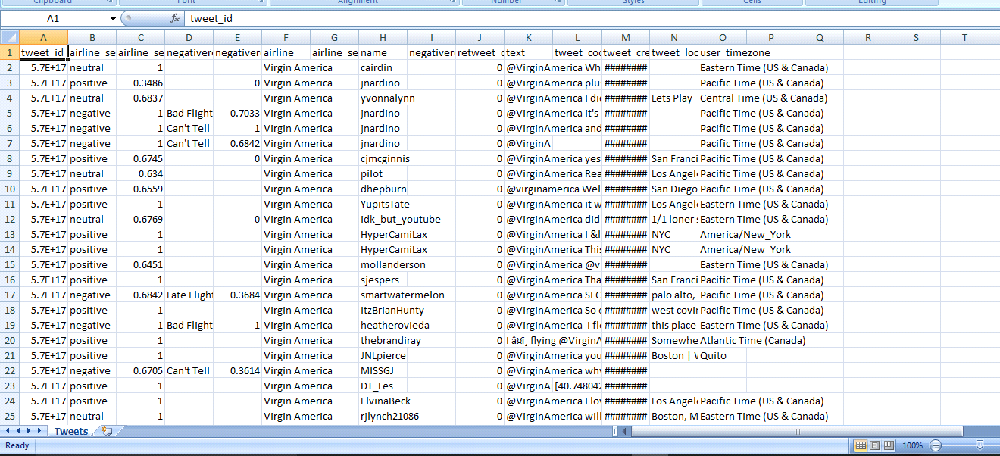 Clipboard Font Alignment Number Styles Cells Editing
A1 fx tweet_id
A B C D E F G H I J K L M N O P Q R S T
1 tweet_id airline_se airline_se negativere negativere airline airline_se name negativere retweet_c text tweet_coo tweet_cre tweet_loc user_timezone
2 5.7E+17 neutral 1 Virgin America cairdin 0 @VirginAmerica Wh ######## Eastern Time (US & Canada)
3 5.7E+17 positive 0.3486 0 Virgin America jnardino 0 @VirginAmerica plu ######## Pacific Time (US & Canada)
4 5.7E+17 neutral 0.6837 Virgin America yvonnalynn 0 @VirginAmerica I di ######## Lets Play Central Time (US & Canada)
5 5.7E+17 negative 1 Bad Flight 0.7033 Virgin America jnardino 0 @VirginAmerica it's ######## Pacific Time (US & Canada)
6 5.7E+17 negative 1 Can't Tell 1 Virgin America jnardino 0 @VirginAmerica and ######## Pacific Time (US & Canada)
7 5.7E+17 negative 1 Can't Tell 0.6842 Virgin America jnardino 0 @VirginA ######## Pacific Time (US & Canada)
8 5.7E+17 positive 0.6745 0 Virgin America cjmcginnis 0 @VirginAmerica yes ######## San Franci Pacific Time (US & Canada)
9 5.7E+17 neutral 0.634 Virgin America pilot 0 @VirginAmerica Rea ######## Los Angele Pacific Time (US & Canada)
10 5.7E+17 positive 0.6559 Virgin America dhepburn 0 @virginamerica Wel ######## San Diego Pacific Time (US & Canada)
11 5.7E+17 positive 1 Virgin America YupitsTate 0 @VirginAmerica it w ######## Los Angele Eastern Time (US & Canada)
12 5.7E+17 neutral 0.6769 0 Virgin America idk_but_youtube 0 @VirginAmerica did ######## 1/1 loner s Eastern Time (US & Canada)
13 5.7E+17 positive 1 Virgin America HyperCamiLax 0 @VirginAmerica I &l ######## NYC America/New_York
14 5.7E+17 positive 1 Virgin America HyperCamiLax 0 @VirginAmerica This ######## NYC America/New_York
15 5.7E+17 positive 0.6451 Virgin America mollanderson 0 @VirginAmerica @v ######## Eastern Time (US & Canada)
16 5.7E+17 positive 1 Virgin America sjespers 0 @VirginAmerica Tha ######## San Franci Pacific Time (US & Canada)
17 5.7E+17 negative 0.6842 Late Flight 0.3684 Virgin America smartwatermelon 0 @VirginAmerica SFO ######## palo alto, Pacific Time (US & Canada)
18 5.7E+17 positive 1 Virgin America ItzBrianHunty 0 @VirginAmerica So e ######## west covin Pacific Time (US & Canada)
19 5.7E+17 negative 1 Bad Flight 1 Virgin America heatherovieda 0 @VirginAmerica I fl ######## this place Eastern Time (US & Canada)
20 5.7E+17 positive 1 Virgin America thebrandiray 0 I flying @VirginA ######## Somewhe Atlantic Time (Canada)
21 5.7E+17 positive 1 Virgin America JNLpierce 0 @VirginAmerica you ######## Boston | Quito
22 5.7E+17 negative 0.6705 Can't Tell 0.3614 Virgin America MISSGJ 0 @VirginAmerica why ########
23 5.7E+17 positive 1 Virgin America DT_Les 0 @VirginA [40.748042 ########
24 5.7E+17 positive 1 Virgin America ElvinaBeck 0 @VirginAmerica I lo ######## Los Angele Pacific Time (US & Canada)
25 5.7E+17 neutral 1 Virgin America rjlynch21086 0 @VirginAmerica will ######## Boston, M Eastern Time (US & Canada)
Tweets
Ready 100%